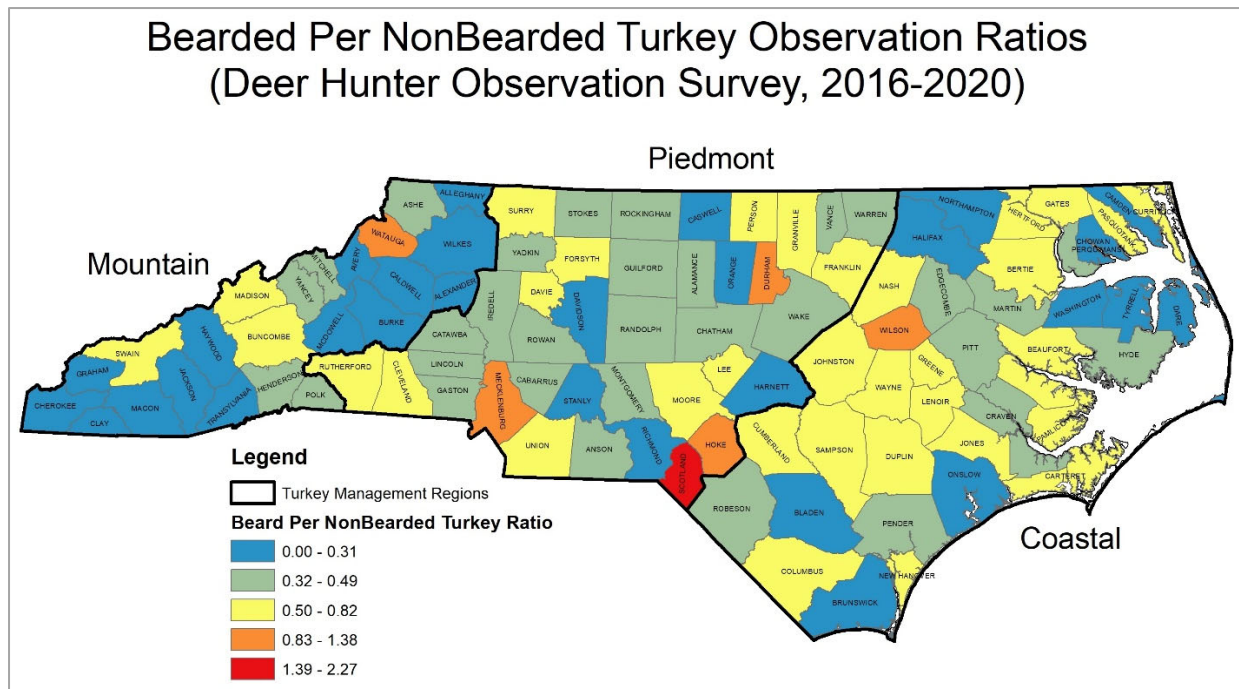 Bearded Per NonBearded Turkey Observation Ratios
(Deer Hunter Observation Survey, 2016-2020)
Piedmont
Mountain
Coastal
ALLEGHANY
ASHE
WATAUGA
WILKES
SURRY
STOKES
ROCKINGHAM
CASWELL
PERSON
GRANVILLE
VANCE
WARREN
NORTHAMPTON
HALIFAX
HERTFORD
GATES
CAMDEN
CURRITUCK
PASQUOTANK
CHOWAN
PERQUIMANS
BERTIE
MITCHELL
AVERY
YANCEY
CALDWELL
ALEXANDER
YADKIN
FORSYTH
GUILFORD
ALAMANCE
ORANGE
DURHAM
FRANKLIN
NASH
EDGECOMBE
MARTIN
WASHINGTON
TYRRELL
DARE
MADISON
BUNCOMBE
MCDOWELL
BURKE
IREDELL
DAVIE
DAVIDSON
RANDOLPH
CHATHAM
WAKE
WILSON
PITT
BEAUFORT
HYDE
SWAIN
HAYWOOD
GRAHAM
JACKSON
CHEROKEE
MACON
CLAY
TRANSYLVANIA
HENDERSON
POLK
RUTHERFORD
CLEVELAND
CATAWBA
LINCOLN
GASTON
ROWAN
CABARRUS
MECKLENBURG
STANLY
MONTGOMERY
MOORE
LEE
HARNETT
JOHNSTON
WAYNE
GREENE
LENOIR
CRAVEN
PAMLICO
UNION
ANSON
RICHMOND
SCOTLAND
HOKE
CUMBERLAND
SAMPSON
DUPLIN
JONES
CARTERET
ONSLOW
ROBESON
BLADEN
PENDER
COLUMBUS
NEW HANOVER
BRUNSWICK
Legend
Turkey Management Regions
Beard Per NonBearded Turkey Ratio
0.00 - 0.31
0.32 - 0.49
0.50 - 0.82
0.83 - 1.38
1.39 - 2.27